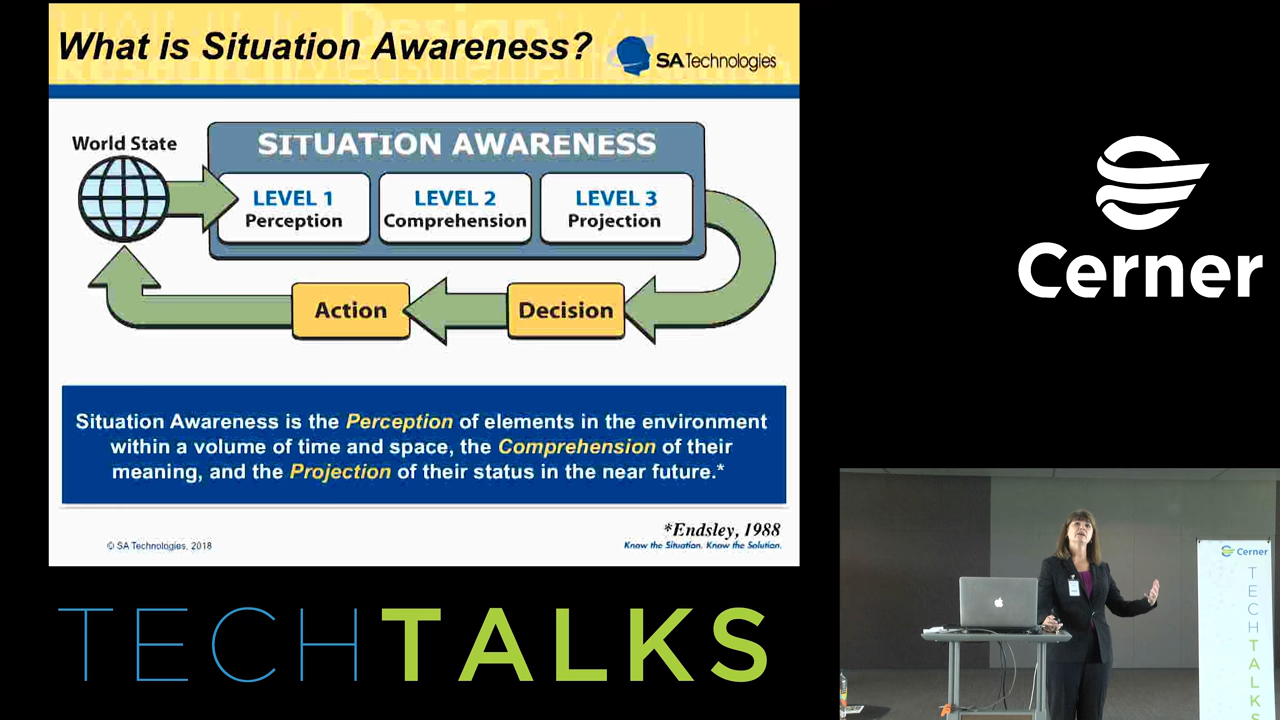 What is Situation Awareness?
SA Technologies
World State
SITUATION AWARENESS
LEVEL 1
Perception
LEVEL 2
Comprehension
LEVEL 3
Projection
Action
Decision
Situation Awareness is the Perception of elements in the environment
within a volume of time and space, the Comprehension of their
meaning, and the Projection of their status in the near future.*
*Endsley, 1988
© SA Technologies, 2018
Know the Situation. Know the Solution.
TECHTALKS
Cerner
Cerner
TECHTALKS